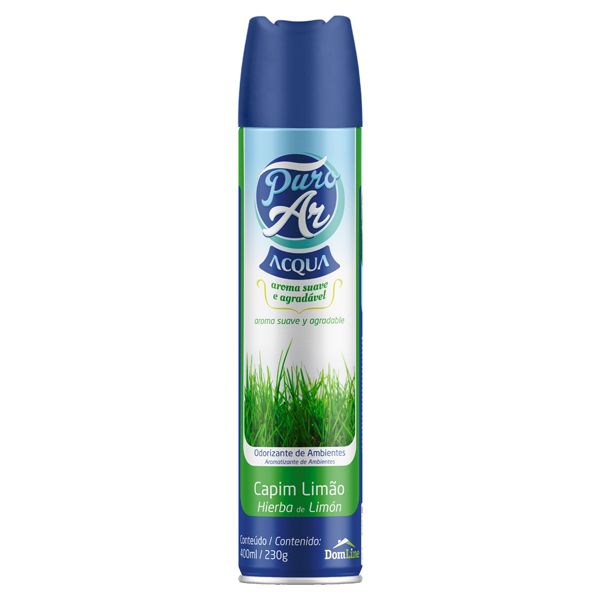 Puro
Ar
ACQUA
aroma suave
e agradável
aroma suave y agradable
Odorizante de Ambientes
Aromatizante de Ambientes
Capim Limão
Hierba de Limón
Conteúdo / Contenido:
400ml / 230g
DomLine